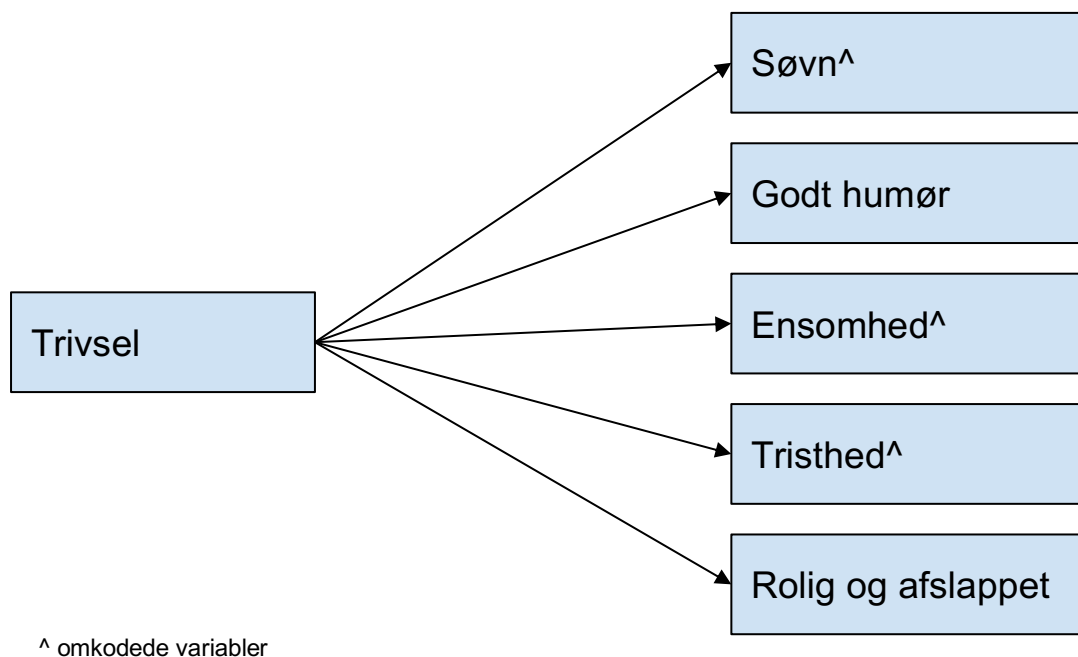 Trivsel
Søvn^
Godt humør
Ensomhed^
Tristhed^
Rolig og afslappet
^ omkodede variabler